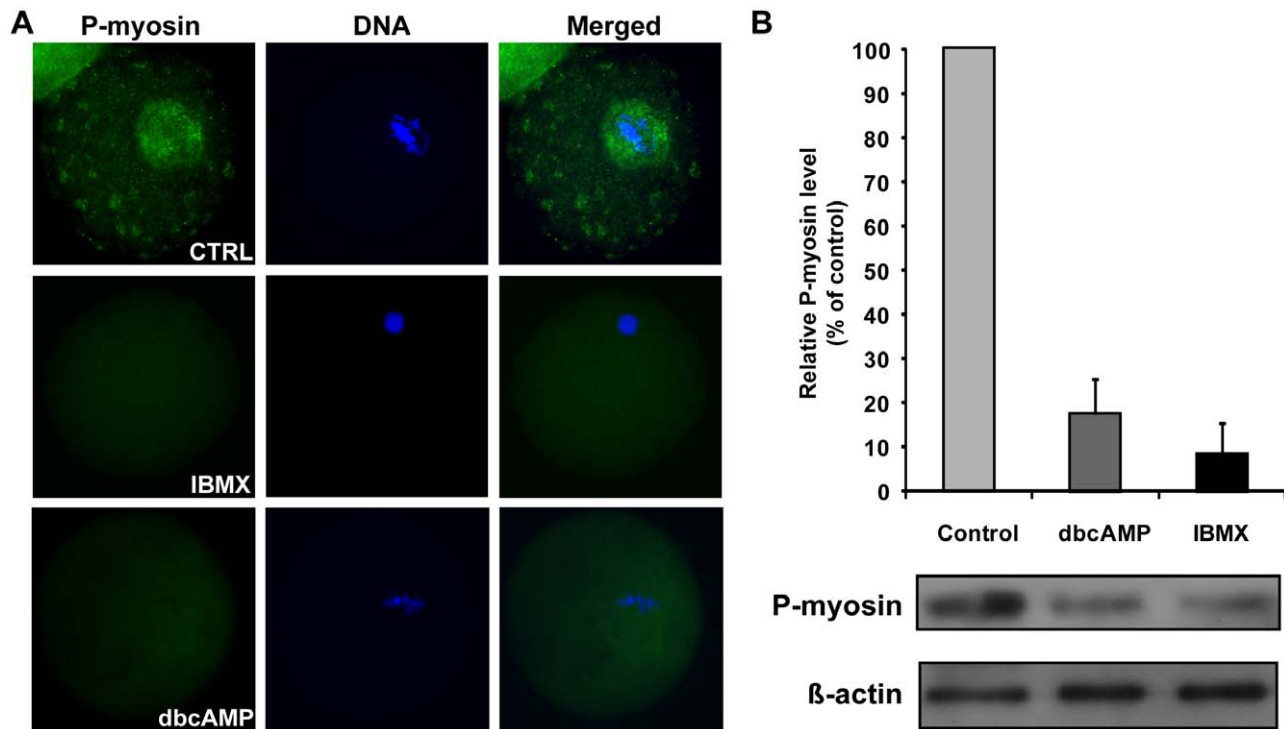 A
P-myosin
DNA
Merged
CTRL
IBMX
dbcAMP
B
Relative P-myosin level
(% of control)
100
90
80
70
60
50
40
30
20
10
0
Control
dbcAMP
IBMX
P-myosin
ß-actin